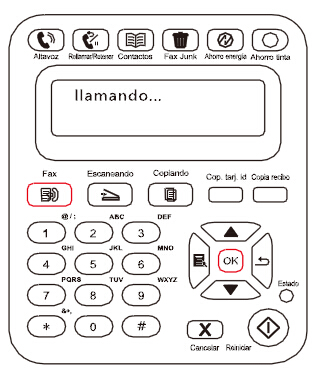 Altavoz Rellamar/Retener Contactos Fax Junk Ahorro energía Ahorro tinta
llamando...
Fax Escaneando Copiando Cop. tarj. id Copia recibo
@/: ABC DEF
1 2 3
GHI JKL MNO
4 5 6
OK
PQRS TUV WXYZ
7 8 9
Estado
&*,
* 0 #
X
Cancelar Reinidar